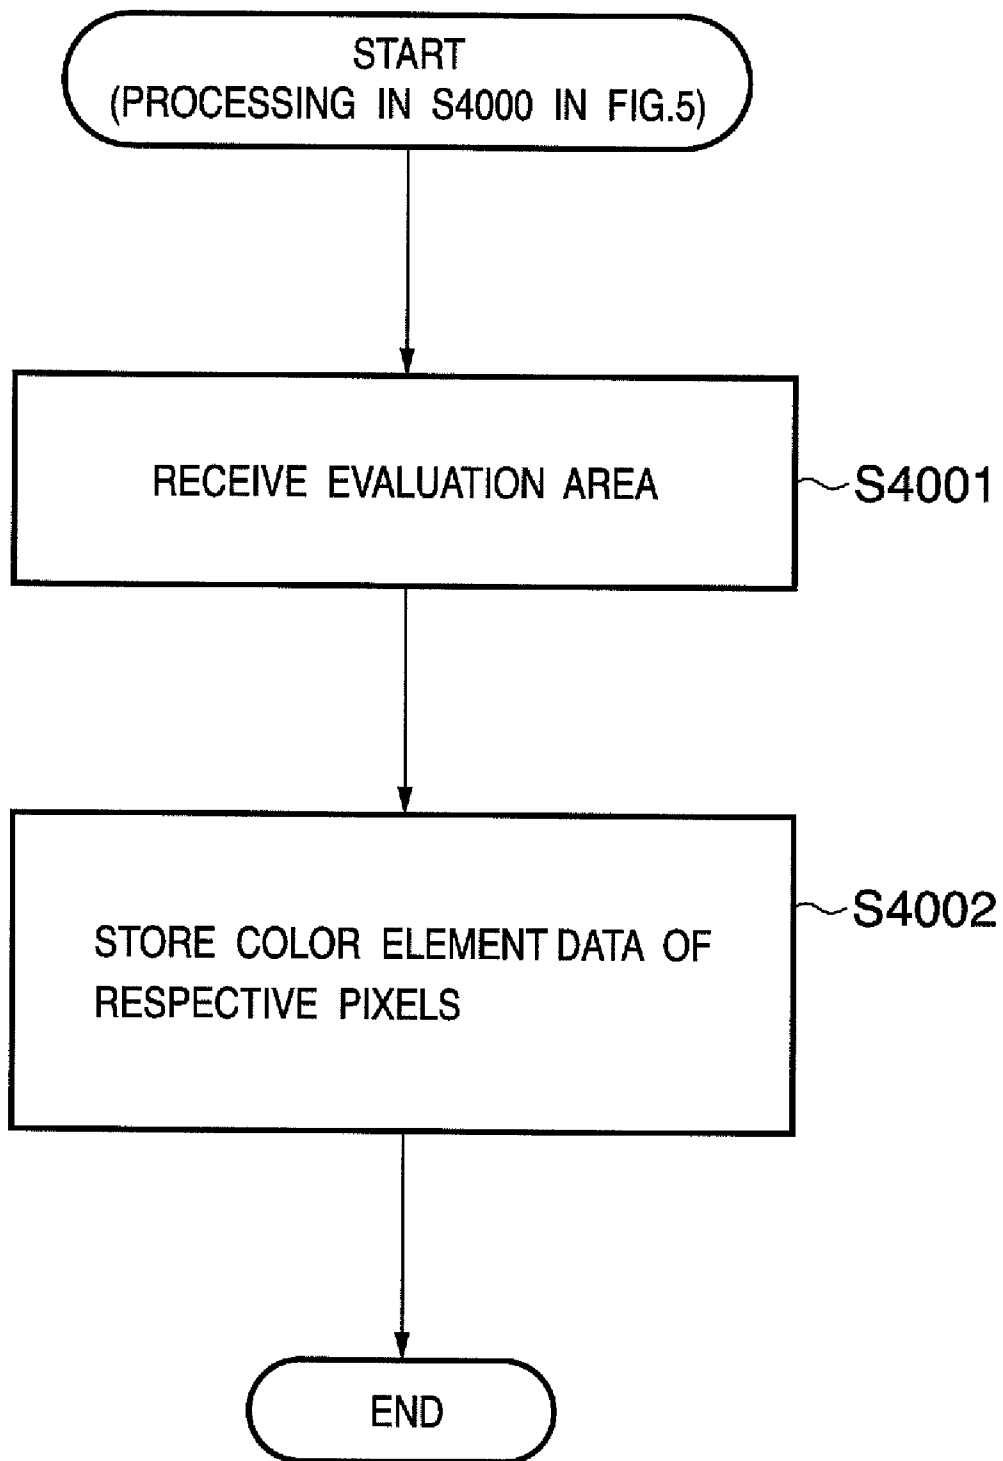 START
(PROCESSING IN S4000 IN FIG.5)
RECEIVE EVALUATION AREA
S4001
S4002
STORE COLOR ELEMENT DATA OF
RESPECTIVE PIXELS
END